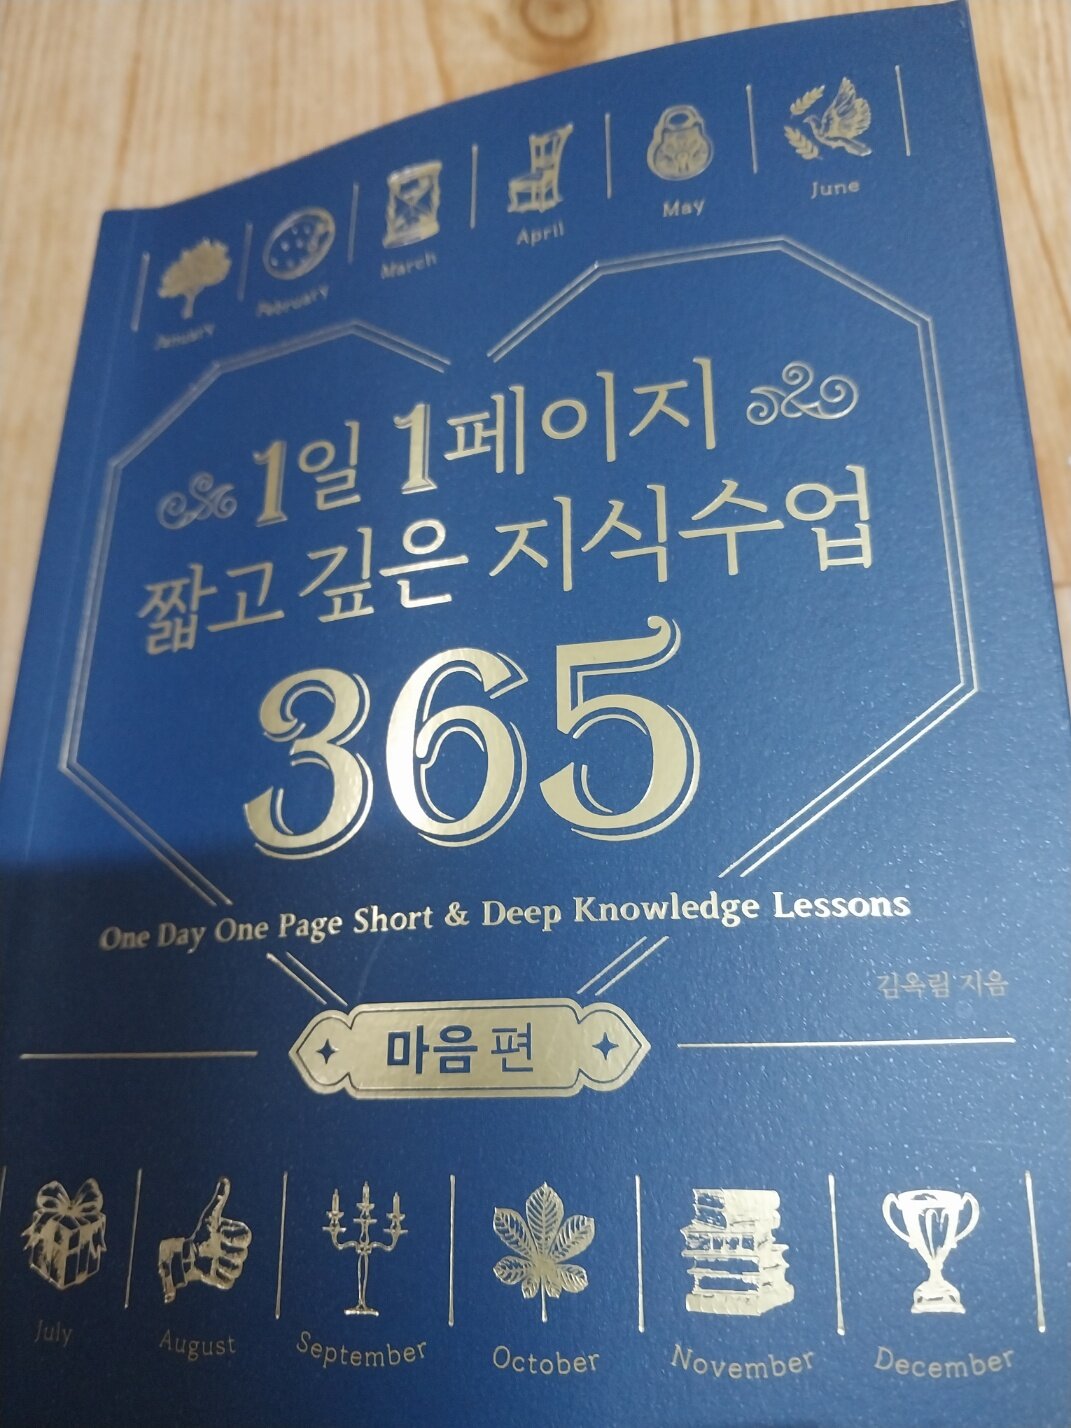 January February March April May June
1일 1페이지
짧고 깊은 지식수업
365
One Day One Page Short & Deep Knowledge Lessons
김옥림 지음
마음 편
July August September October November December